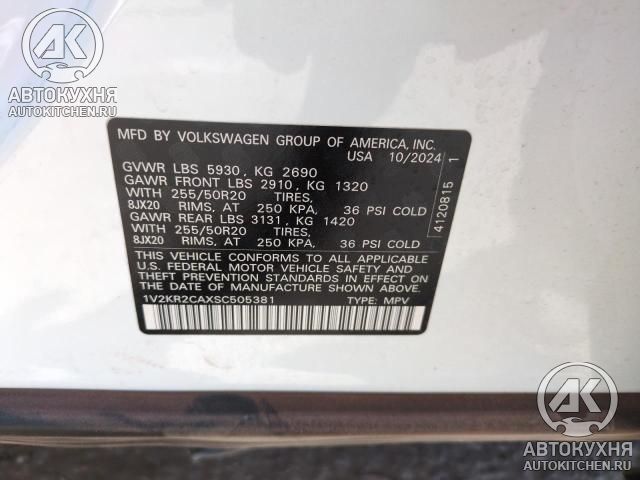 АК
АВТОКУХНЯ
AUTOKITCHEN.RU
MFD BY VOLKSWAGEN GROUP OF AMERICA, INC.
USA 10/2024
GVWR LBS 5930, KG 2690
GAWR FRONT LBS 2910, KG 1320
WITH 255/50R20 TIRES,
8JX20 RIMS, AT 250 KPA, 36 PSI COLD
GAWR REAR LBS 3131, KG 1420
WITH 255/50R20 TIRES,
8JX20 RIMS, AT 250 KPA, 36 PSI COLD
THIS VEHICLE CONFORMS TO ALL APPLICABLE
U.S. FEDERAL MOTOR VEHICLE SAFETY AND
THEFT PREVENTION STANDARDS IN EFFECT ON
THE DATE OF MANUFACTURE SHOWN ABOVE.
1V2KR2CAXSC505381 TYPE: MPV
4120815 1
АК
АВТОКУХНЯ
AUTOKITCHEN.RU